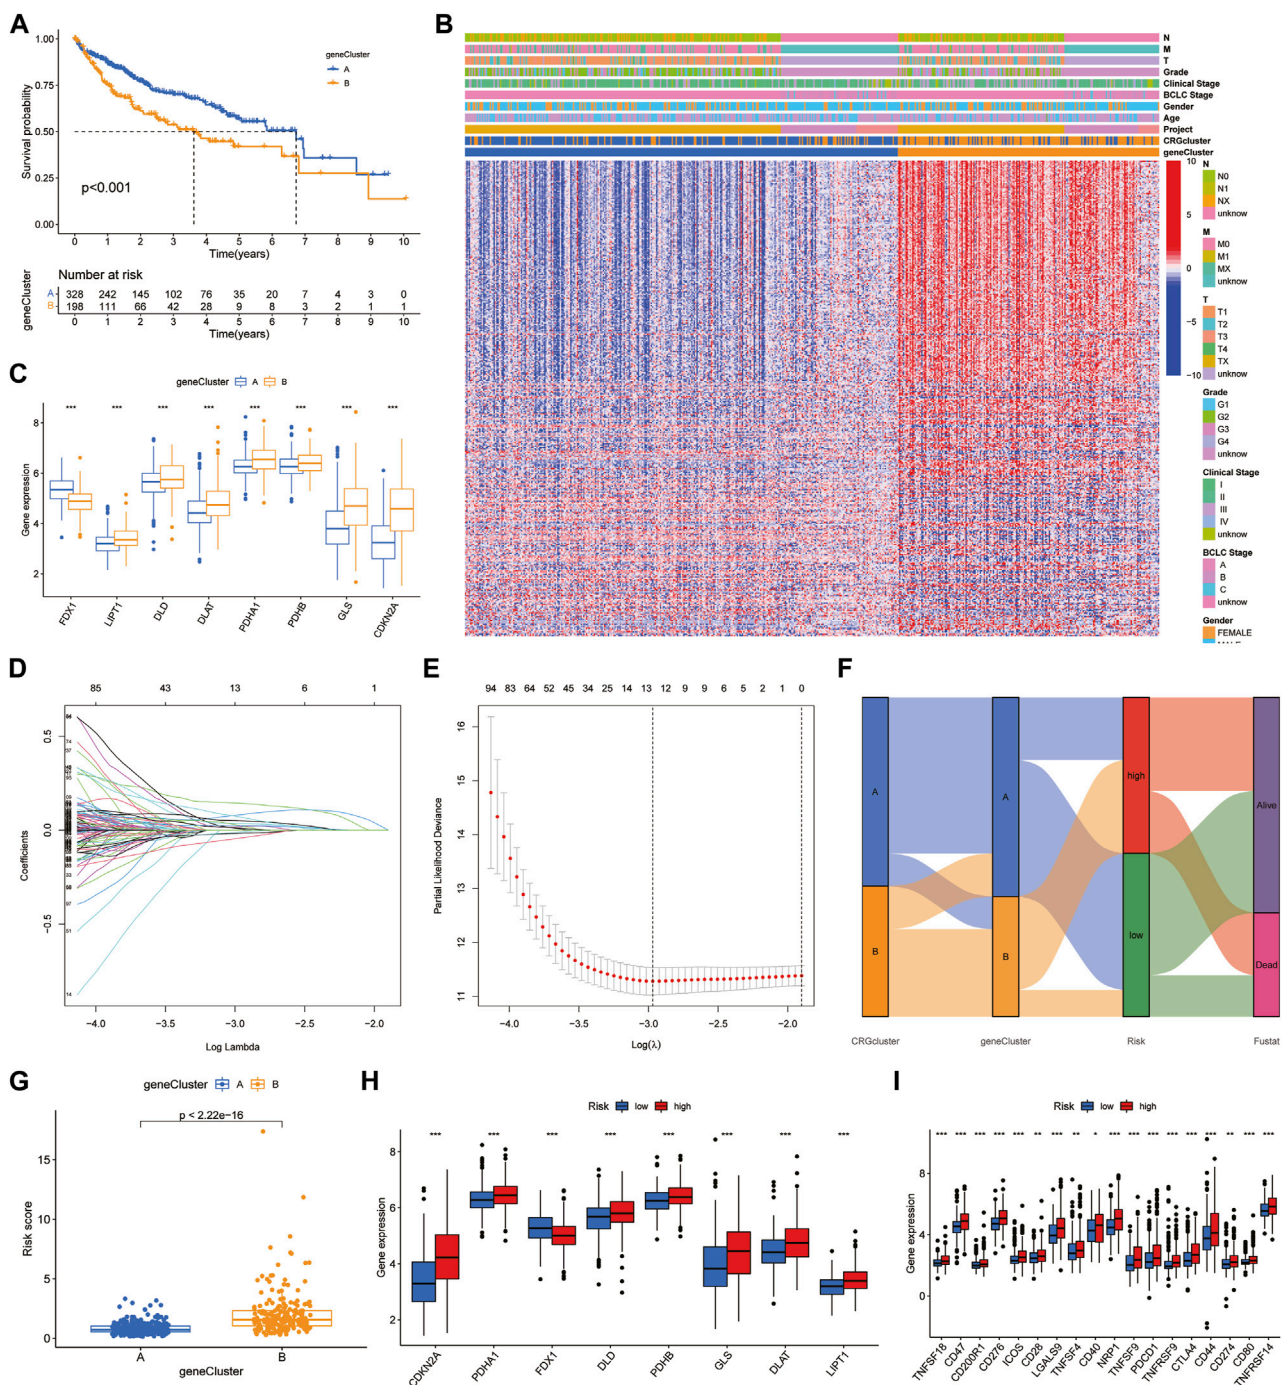 A
geneCluster
A
B
Survival probability
1.00
0.75
0.50
0.25
0.00
p<0.001
0 1 2 3 4 5 6 7 8 9 10
Time(years)
Number at risk
geneCluster
A 328 242 145 102 76 35 20 7 4 3 0
B 198 111 66 42 28 9 8 3 2 1 1
0 1 2 3 4 5 6 7 8 9 10
Time(years)
B
N
M
T
Grade
Clinical Stage
BCLC Stage
Gender
Age
Project
CRGcluster
geneCluster
10
5
0
−5
−10
N
N0
N1
NX
unknow
M
M0
M1
MX
unknow
T
T1
T2
T3
T4
TX
unknow
Grade
G1
G2
G3
G4
unknow
Clinical Stage
I
II
III
IV
unknow
BCLC Stage
A
B
C
unknow
Gender
FEMALE
C
geneCluster A B
*** *** *** *** *** *** *** ***
Gene expression
8
6
4
2
FDX1 LIPT1 DLD DLAT PDHA1 PDHB GLS CDKN2A
D
85 43 13 6 1
Coefficients
0.5
0.0
−0.5
−4.0 −3.5 −3.0 −2.5 −2.0
Log Lambda
E
94 83 64 52 45 34 25 14 13 12 9 9 6 5 2 1 0
Partial Likelihood Deviance
16
15
14
13
12
11
−4.0 −3.5 −3.0 −2.5 −2.0
Log(λ)
F
A
B
A
B
high
low
Alive
Dead
CRGcluster geneCluster Risk Fustat
G
geneCluster A B
p < 2.22e−16
Risk score
15
10
5
0
A B
geneCluster
H
Risk low high
*** *** *** *** *** *** *** ***
Gene expression
8
6
4
2
CDKN2A PDHA1 FDX1 DLD PDHB GLS DLAT LIPT1
I
Risk low high
*** *** *** *** *** *** *** ** * *** *** *** *** *** *** ** *** ***
Gene expression
8
4
0
TNFSF18 CD47 CD200R1 CD276 ICOS CD28 LGALS9 TNFSF4 CD40 NRP1 TNFSF9 PDCD1 TNFRSF9 CTLA4 CD44 CD274 CD80 TNFRSF14